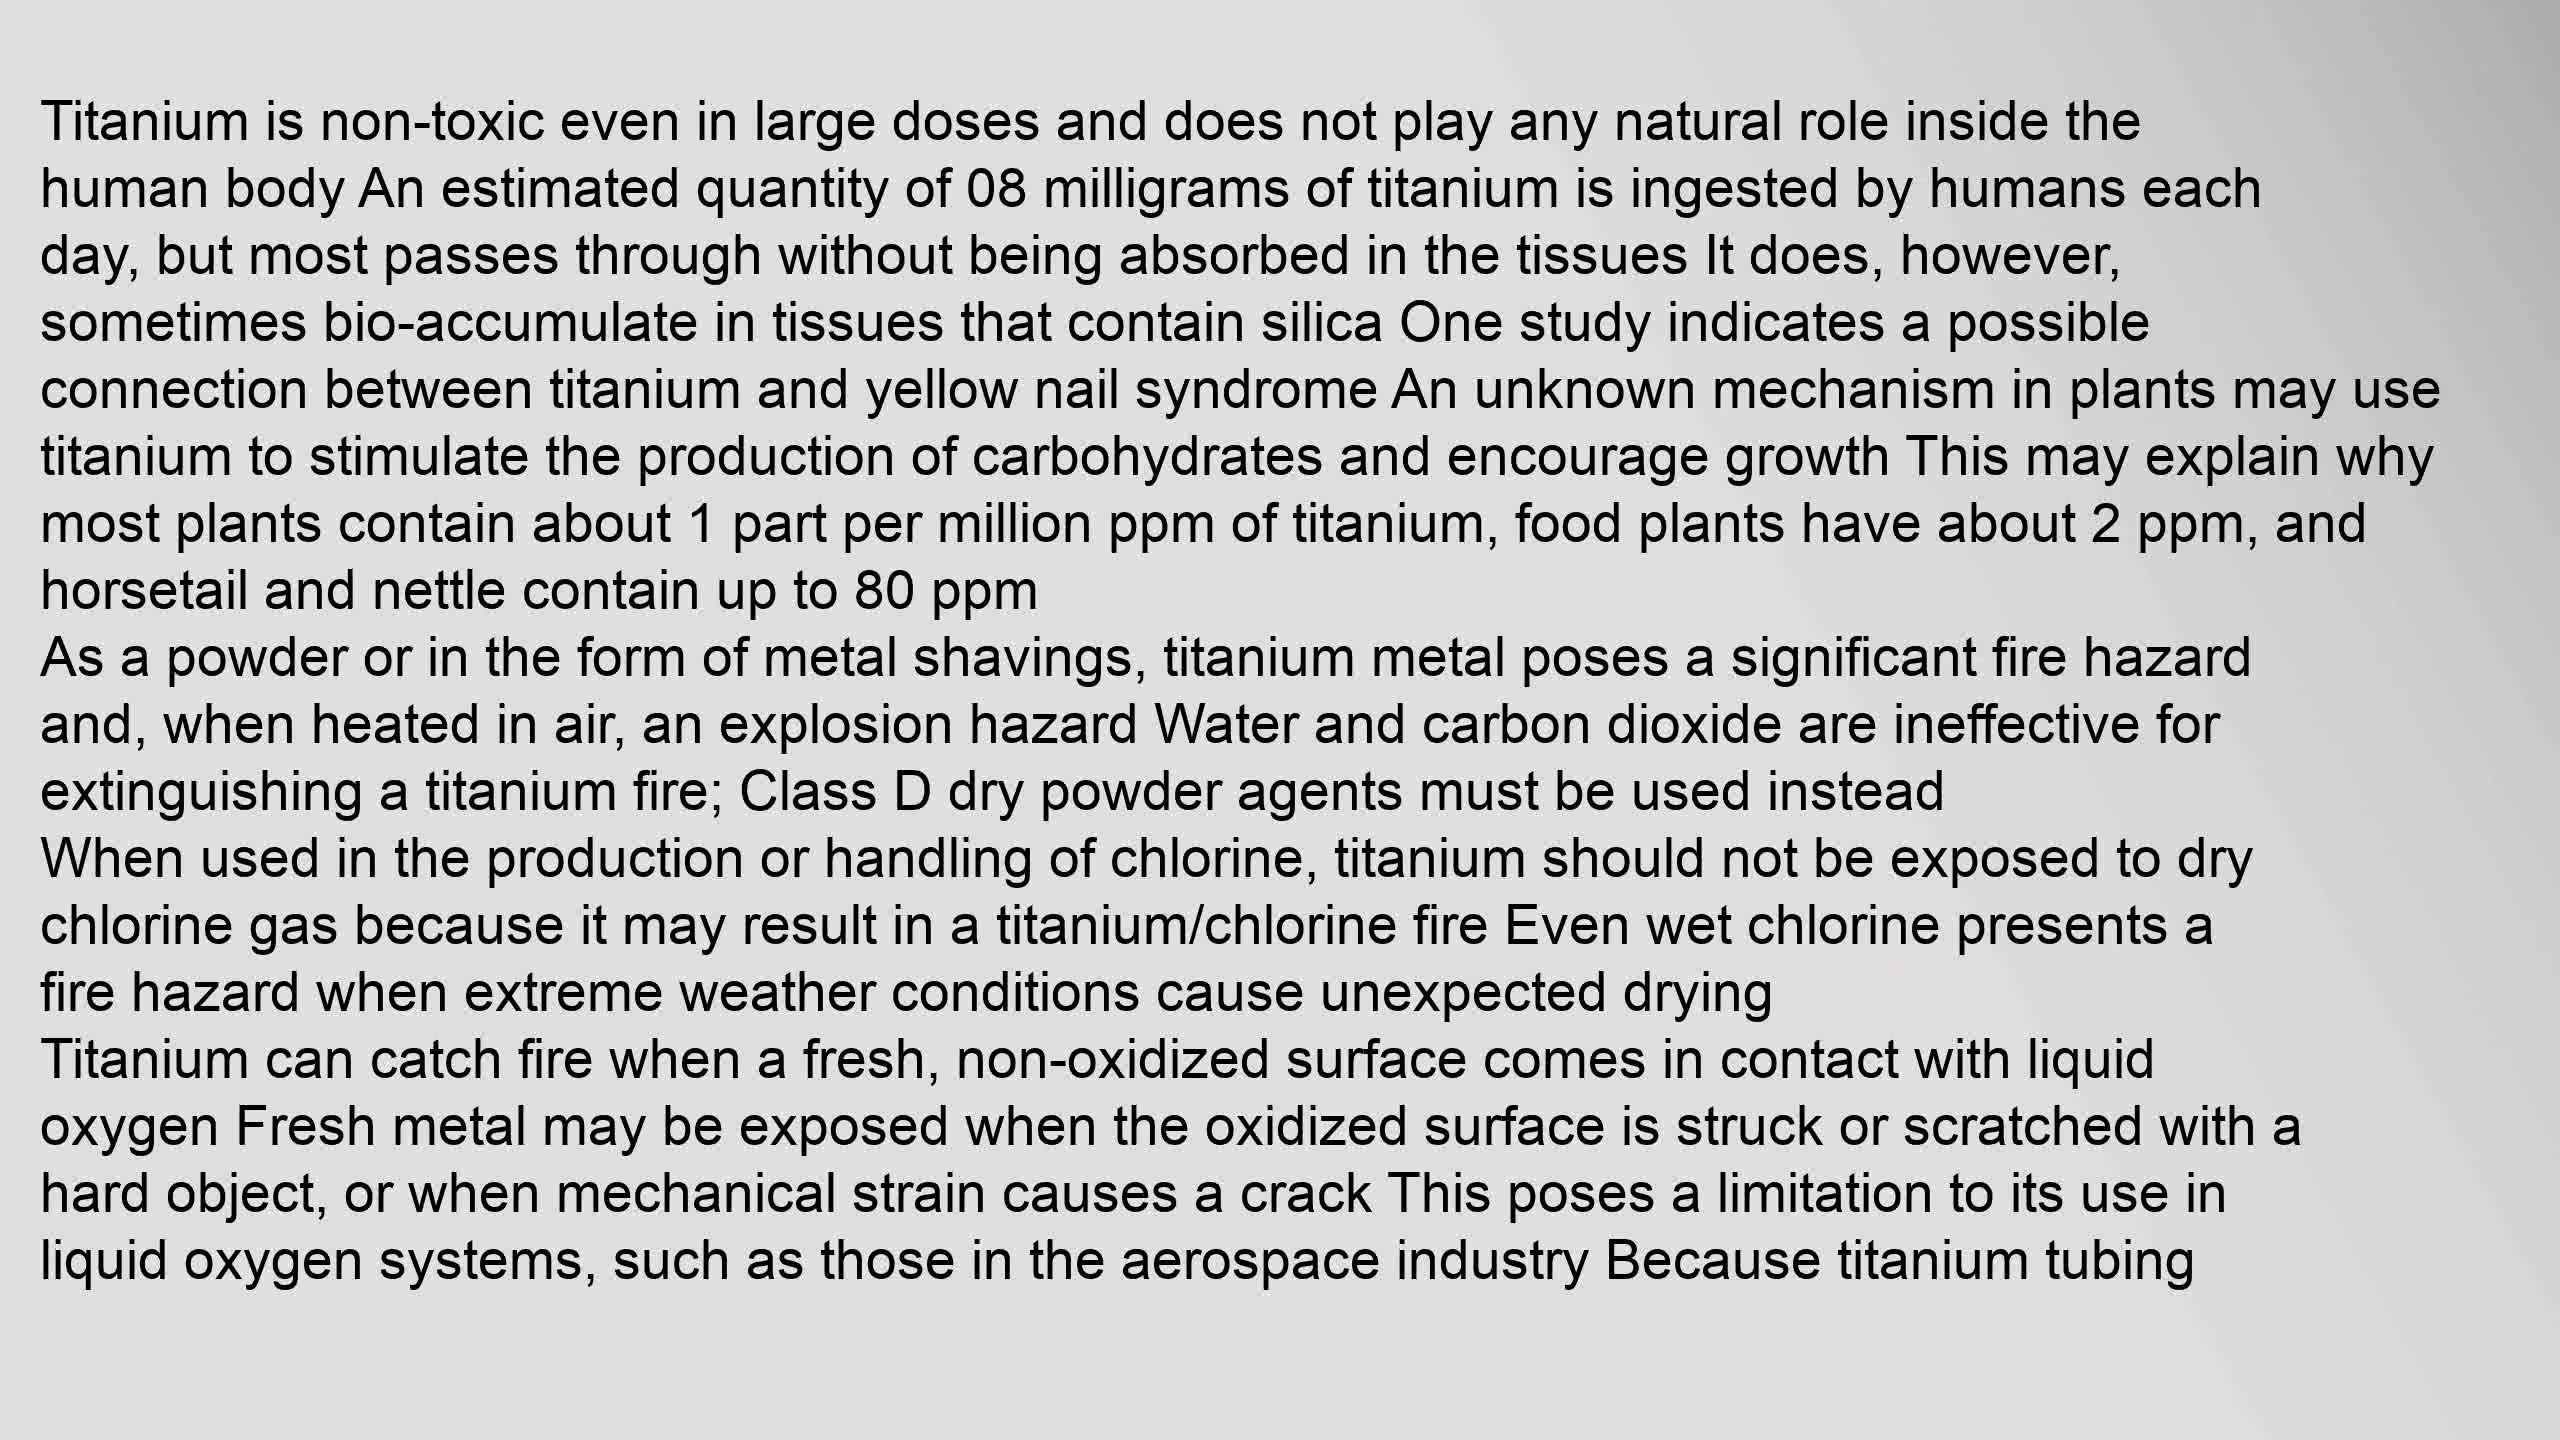 Titanium is non-toxic even in large doses and does not play any natural role inside the
human body An estimated quantity of 08 milligrams of titanium is ingested by humans each
day, but most passes through without being absorbed in the tissues It does, however,
sometimes bio-accumulate in tissues that contain silica One study indicates a possible
connection between titanium and yellow nail syndrome An unknown mechanism in plants may use
titanium to stimulate the production of carbohydrates and encourage growth This may explain why
most plants contain about 1 part per million ppm of titanium, food plants have about 2 ppm, and
horsetail and nettle contain up to 80 ppm
As a powder or in the form of metal shavings, titanium metal poses a significant fire hazard
and, when heated in air, an explosion hazard Water and carbon dioxide are ineffective for
extinguishing a titanium fire; Class D dry powder agents must be used instead
When used in the production or handling of chlorine, titanium should not be exposed to dry
chlorine gas because it may result in a titanium/chlorine fire Even wet chlorine presents a
fire hazard when extreme weather conditions cause unexpected drying
Titanium can catch fire when a fresh, non-oxidized surface comes in contact with liquid
oxygen Fresh metal may be exposed when the oxidized surface is struck or scratched with a
hard object, or when mechanical strain causes a crack This poses a limitation to its use in
liquid oxygen systems, such as those in the aerospace industry Because titanium tubing